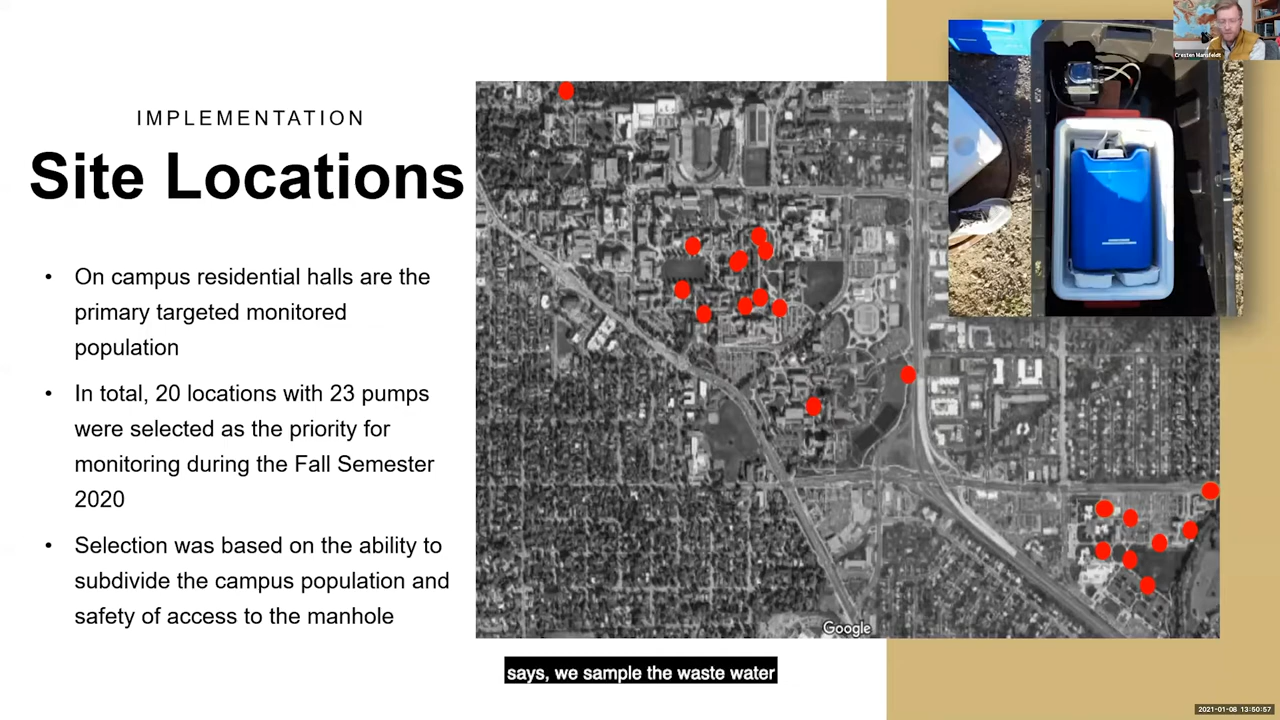 Cresten Mansfeldt
IMPLEMENTATION
Site Locations
• On campus residential halls are the
primary targeted monitored
population
• In total, 20 locations with 23 pumps
were selected as the priority for
monitoring during the Fall Semester
2020
• Selection was based on the ability to
subdivide the campus population and
safety of access to the manhole
Google
says, we sample the waste water
2021-01-08 13:50:57